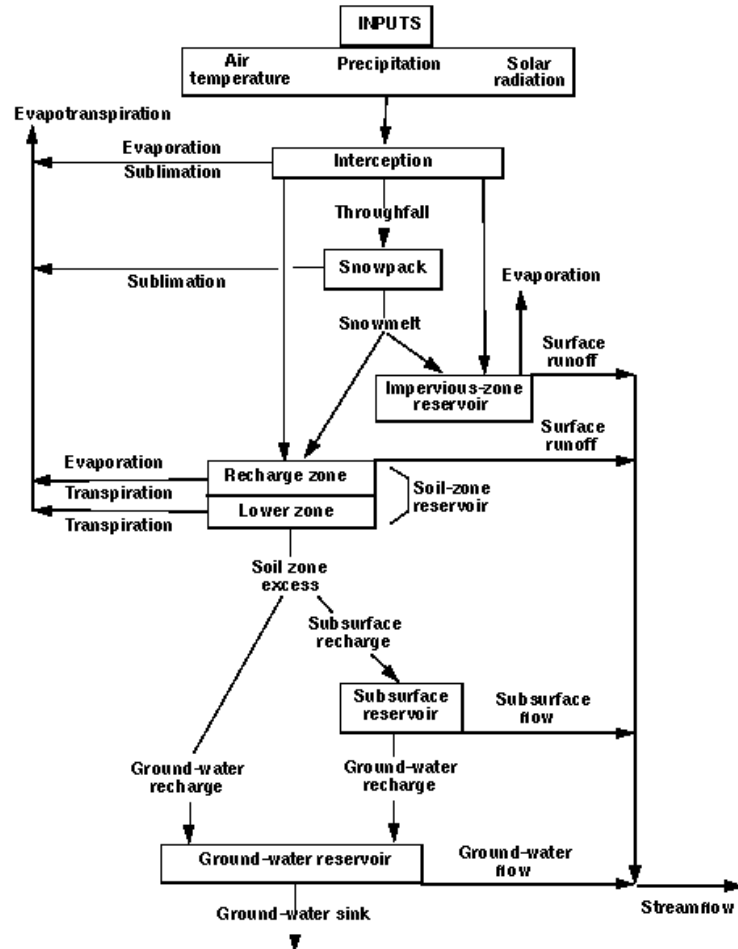 INPUTS
Air
temperature
Precipitation
Solar
radiation
Evapotranspiration
Evaporation
Sublimation
Interception
Throughfall
Snowpack
Sublimation
Evaporation
Snowmelt
Surface
runoff
Impervious-zone
reservoir
Surface
runoff
Evaporation
Transpiration
Recharge zone
Soil-zone
reservoir
Transpiration
Lower zone
Soil zone
excess
Subsurface
recharge
Subsurface
reservoir
Subsurface
flow
Ground-water
recharge
Ground-water
recharge
Ground-water reservoir
Ground-water
flow
Ground-water sink
Streamflow